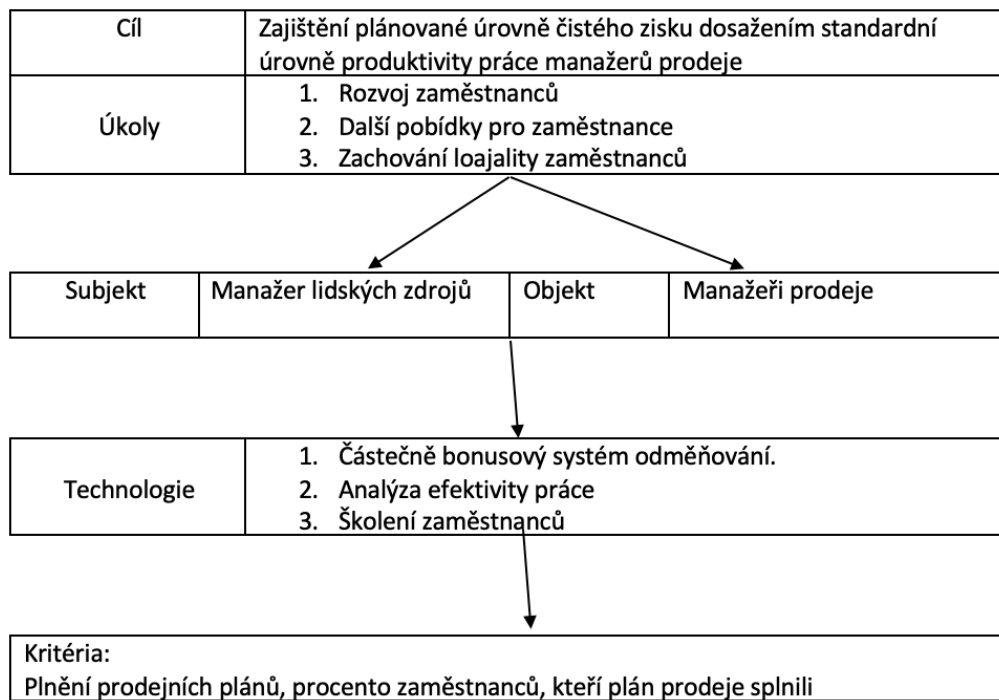 Cíl
Zajištění plánované úrovně čistého zisku dosažením standardní
úrovně produktivity práce manažerů prodeje
Úkoly
1. Rozvoj zaměstnanců
2. Další pobídky pro zaměstnance
3. Zachování loajality zaměstnanců
Subjekt Manažer lidských zdrojů Objekt Manažeři prodeje
Technologie
1. Částečně bonusový systém odměňování.
2. Analýza efektivity práce
3. Školení zaměstnanců
Kritéria:
Plnění prodejních plánů, procento zaměstnanců, kteří plán prodeje splnili